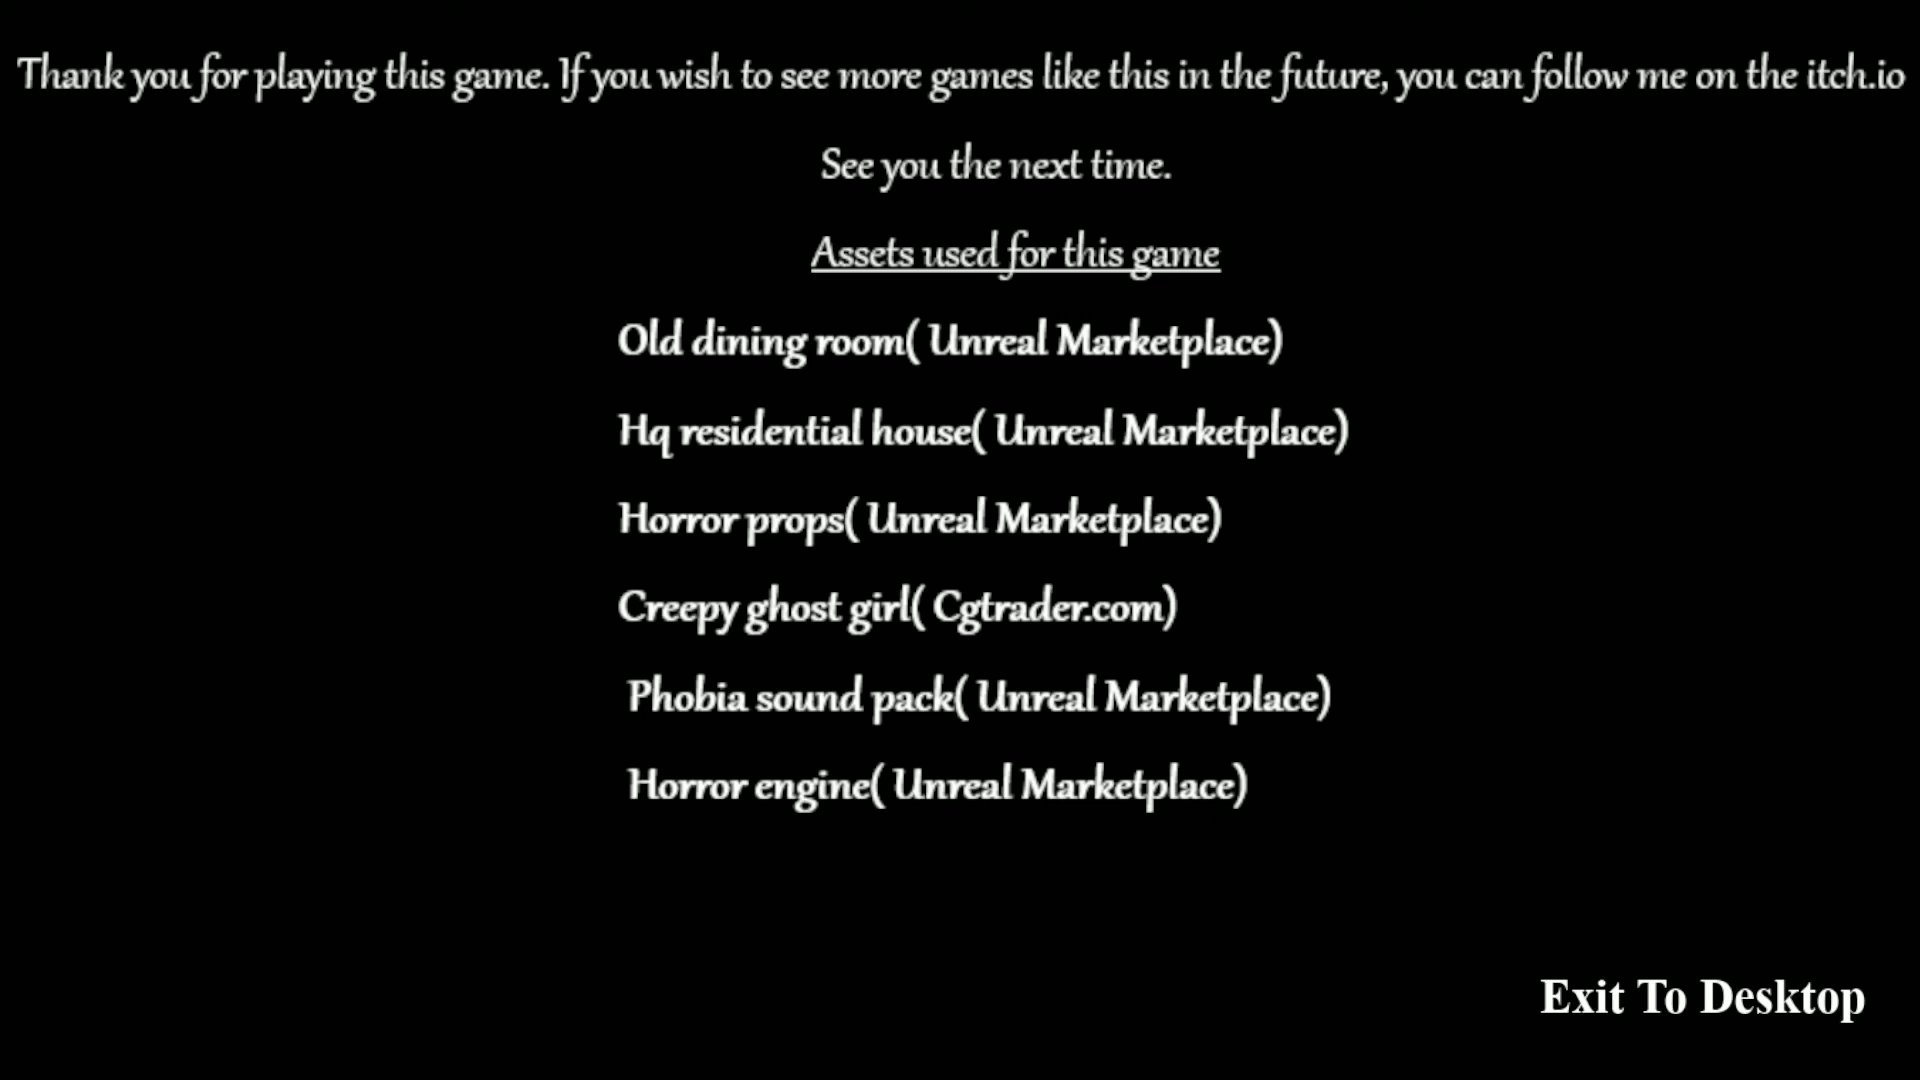 Thank you for playing this game. If you wish to see more games like this in the future, you can follow me on the itch.io
See you the next time.
Assets used for this game
Old dining room( Unreal Marketplace)
Hq residential house( Unreal Marketplace)
Horror props( Unreal Marketplace)
Creepy ghost girl( Cgtrader.com)
Phobia sound pack( Unreal Marketplace)
Horror engine( Unreal Marketplace)
Exit To Desktop